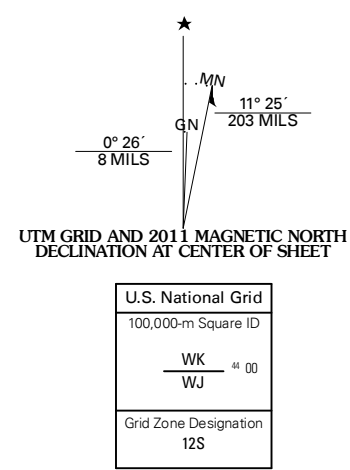 ★
MN
11° 25´
203 MILS
GN
0° 26´
8 MILS
UTM GRID AND 2011 MAGNETIC NORTH
DECLINATION AT CENTER OF SHEET
U.S. National Grid
100,000-m Square ID
WK
44 00
WJ
Grid Zone Designation
12S